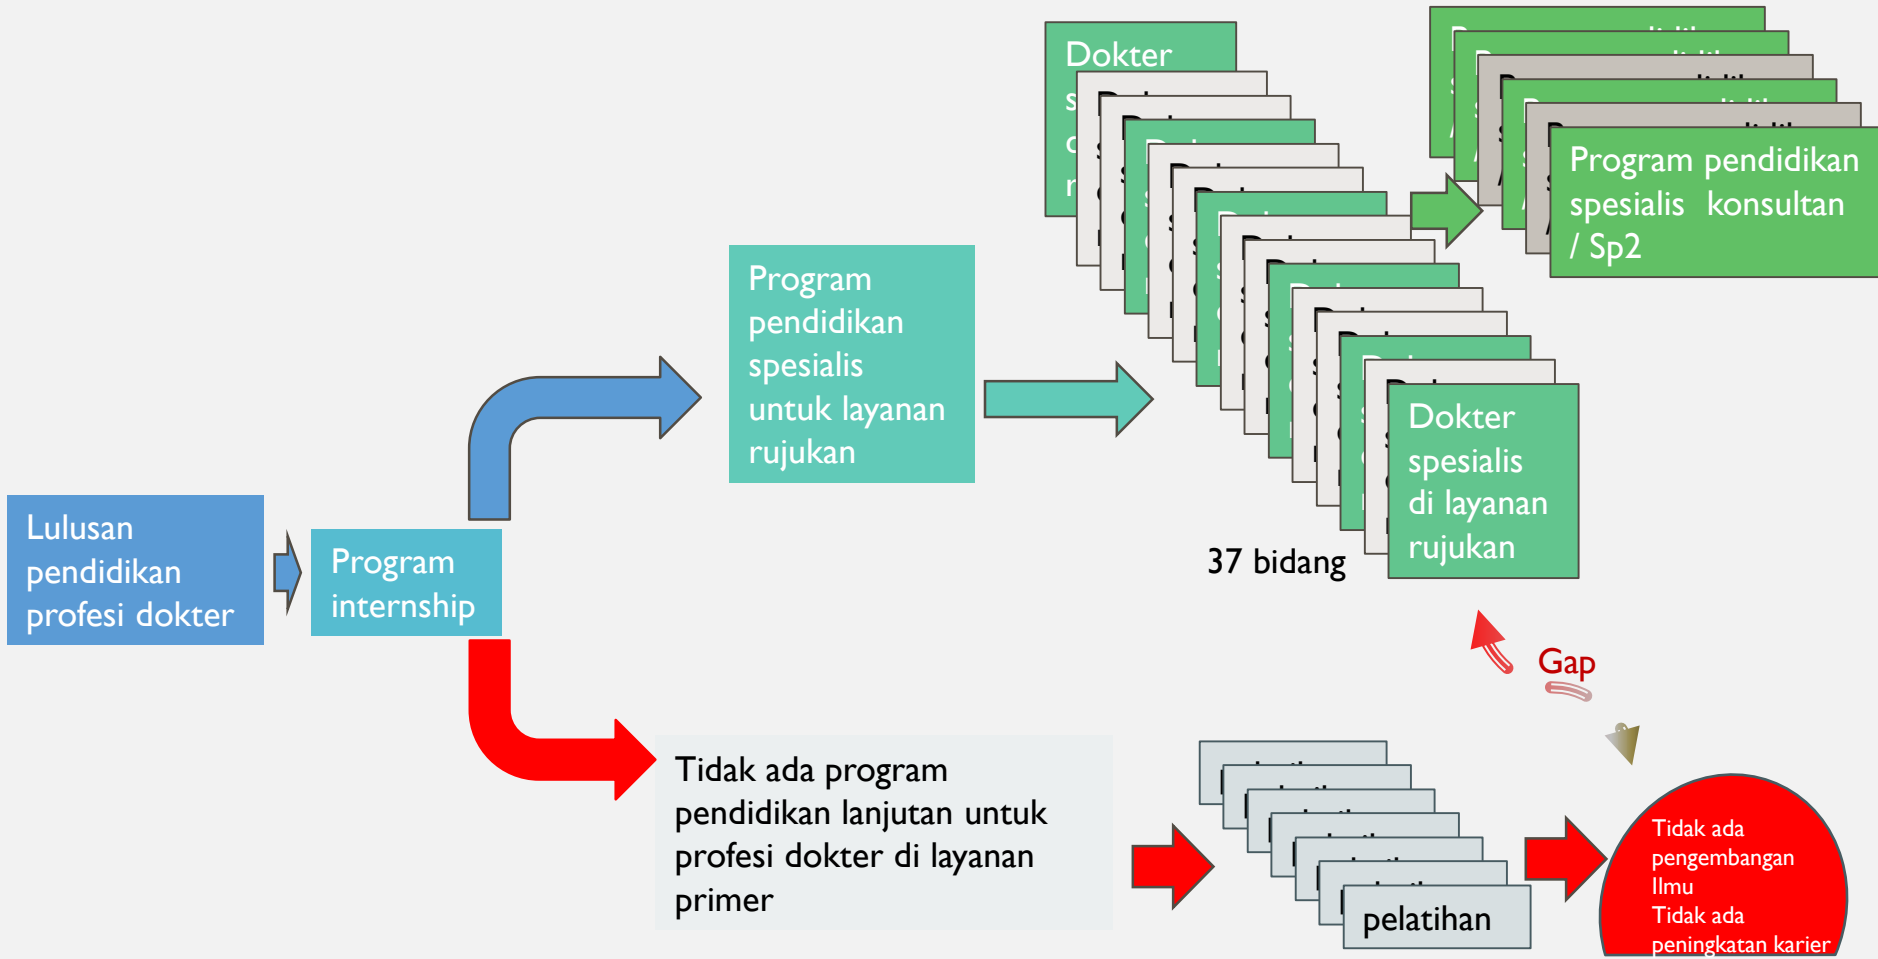 Lulusan
pendidikan
profesi dokter
Program
internship
Program
pendidikan
spesialis
untuk layanan
rujukan
Dokter
Dokter
spesialis
di layanan
rujukan
37 bidang
Program pendidikan
spesialis konsultan
/ Sp2
Gap
Tidak ada program
pendidikan lanjutan untuk
profesi dokter di layanan
primer
pelatihan
Tidak ada
pengembangan
Ilmu
Tidak ada
peningkatan karier